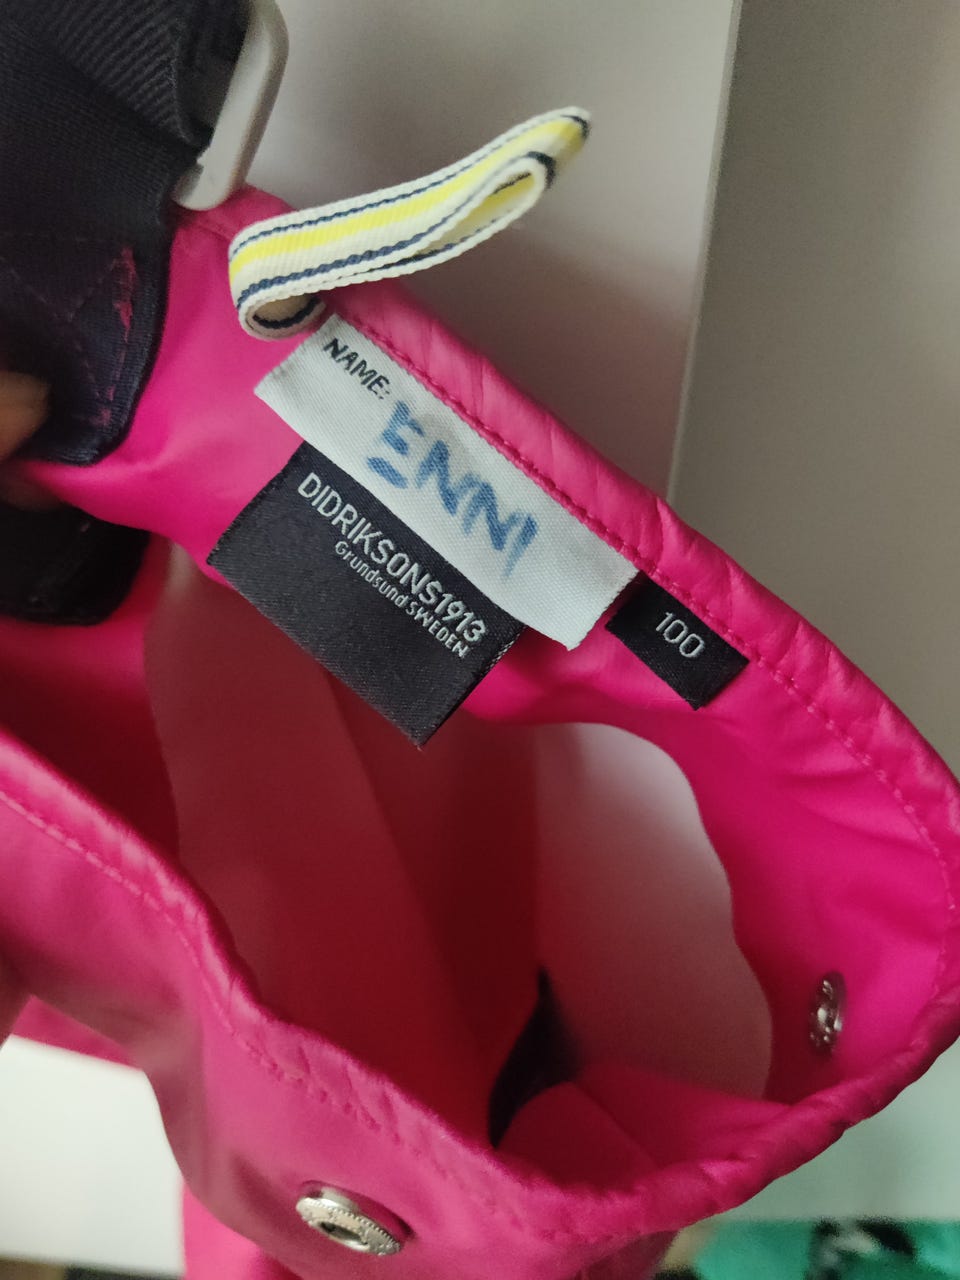 NAME:
ENNI
DIDRIKSONS1913
Grundsund SWEDEN
100